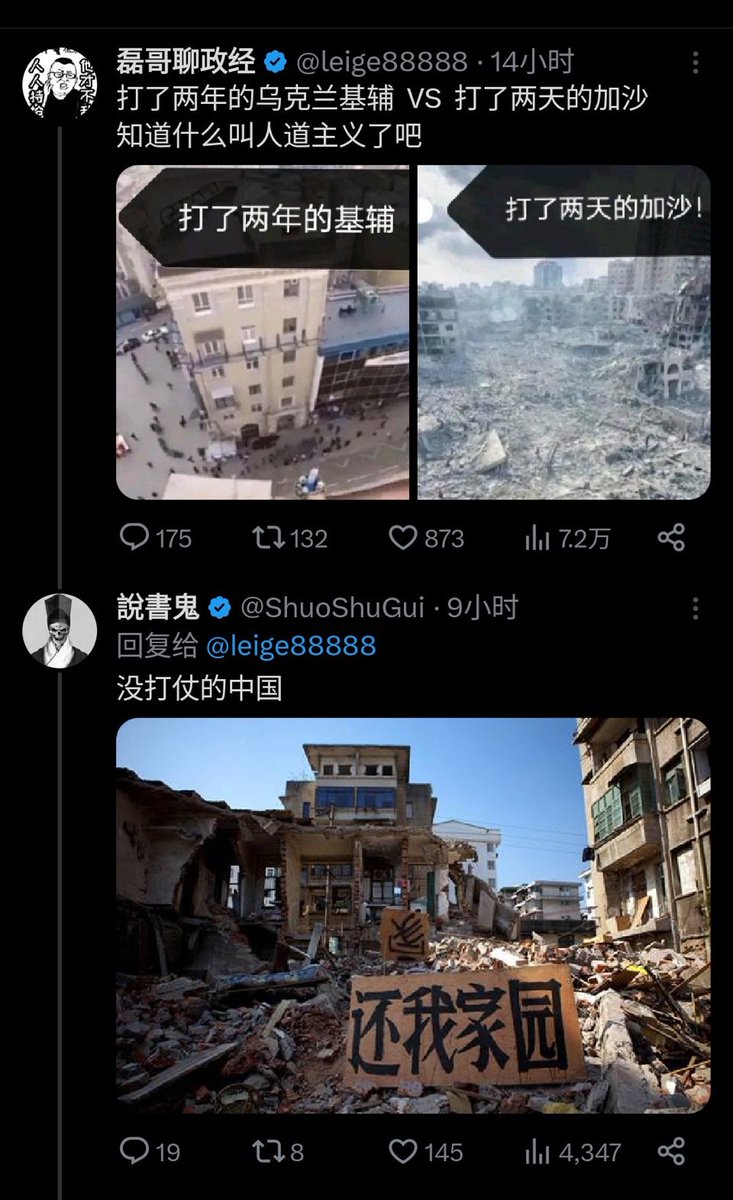 磊哥聊政经 @leige88888 · 14小时
打了两年的乌克兰基辅 VS 打了两天的加沙
知道什么叫人道主义了吧
打了两年的基辅
打了两天的加沙!
175 132 873 7.2万
說書鬼 @ShuoShuGui · 9小时
回复给 @leige88888
没打仗的中国
还我家园
19 8 145 4,347